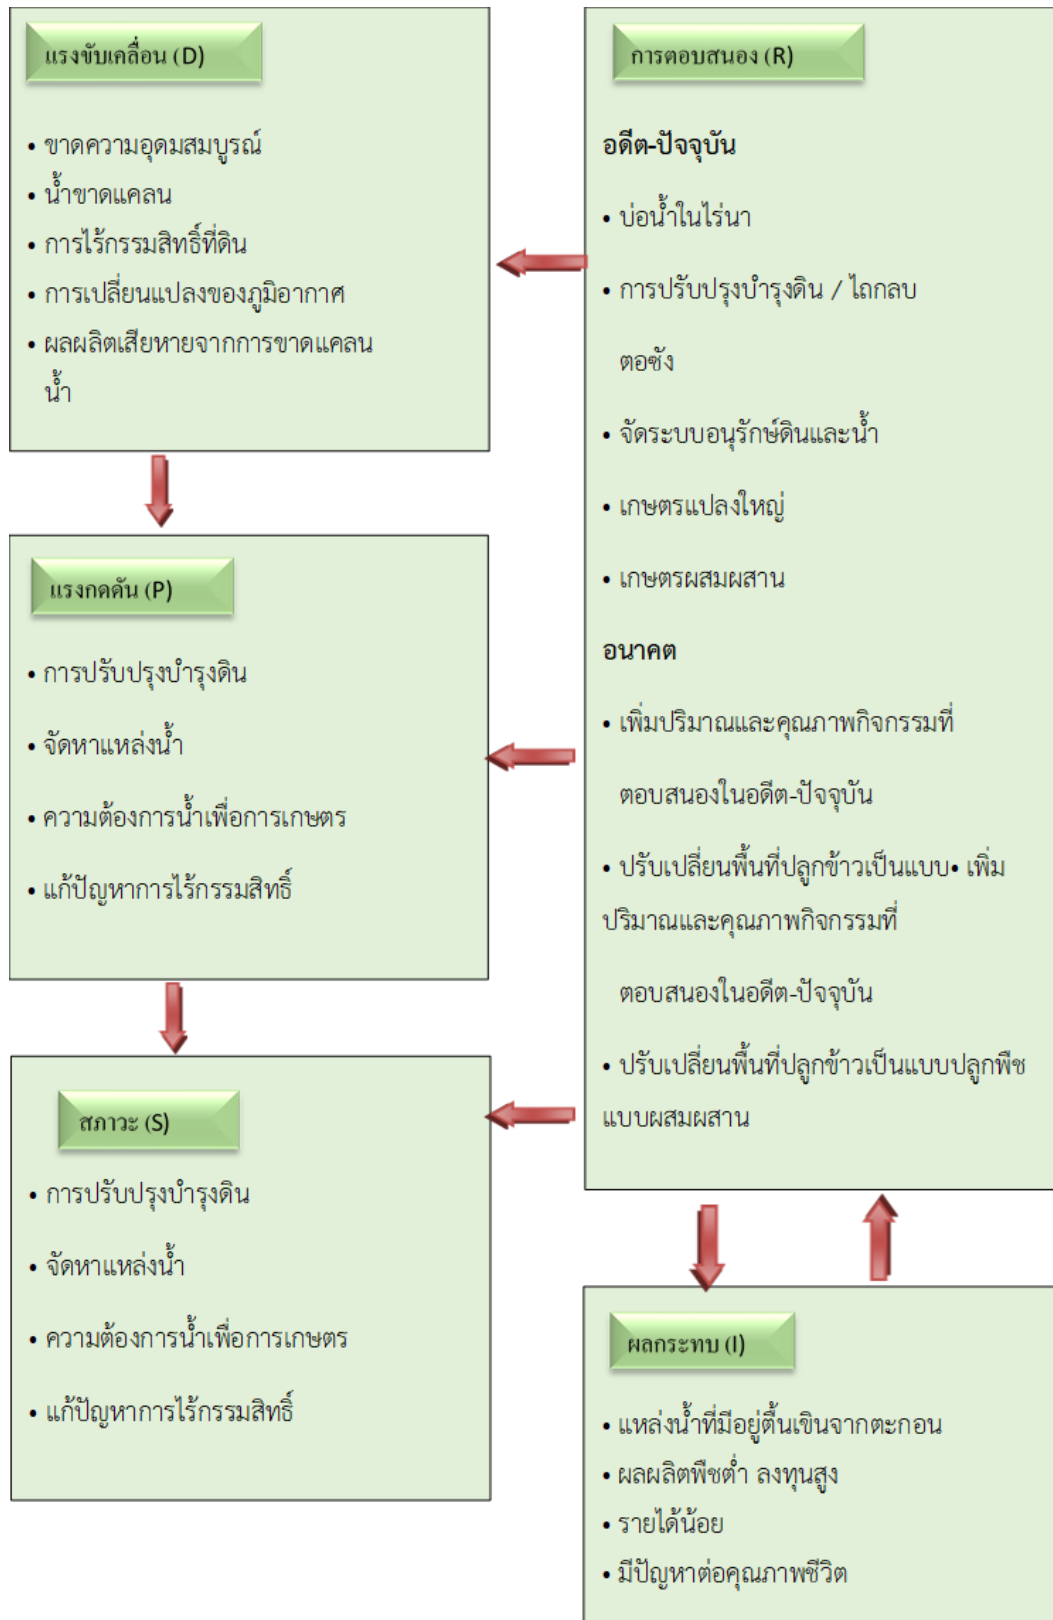 แรงขับเคลื่อน (D)
• ขาดความอุดมสมบูรณ์
• น้ำขาดแคลน
• การไร้กรรมสิทธิ์ที่ดิน
• การเปลี่ยนแปลงของภูมิอากาศ
• ผลผลิตเสียหายจากการขาดแคลน
น้ำ
แรงกดดัน (P)
• การปรับปรุงบำรุงดิน
• จัดหาแหล่งน้ำ
• ความต้องการน้ำเพื่อการเกษตร
• แก้ปัญหาการไร้กรรมสิทธิ์
สภาวะ (S)
• การปรับปรุงบำรุงดิน
• จัดหาแหล่งน้ำ
• ความต้องการน้ำเพื่อการเกษตร
• แก้ปัญหาการไร้กรรมสิทธิ์
การตอบสนอง (R)
อดีต-ปัจจุบัน
• บ่อน้ำในไร่นา
• การปรับปรุงบำรุงดิน / ไถกลบ
ตอซัง
• จัดระบบอนุรักษ์ดินและน้ำ
• เกษตรแปลงใหญ่
• เกษตรผสมผสาน
อนาคต
• เพิ่มปริมาณและคุณภาพกิจกรรมที่
ตอบสนองในอดีต-ปัจจุบัน
• ปรับเปลี่ยนพื้นที่ปลูกข้าวเป็นแบบ• เพิ่ม
ปริมาณและคุณภาพกิจกรรมที่
ตอบสนองในอดีต-ปัจจุบัน
• ปรับเปลี่ยนพื้นที่ปลูกข้าวเป็นแบบปลูกพืช
แบบผสมผสาน
ผลกระทบ (I)
• แหล่งน้ำที่มีอยู่ตื้นเขินจากตะกอน
• ผลผลิตพืชต่ำ ลงทุนสูง
• รายได้น้อย
• มีปัญหาต่อคุณภาพชีวิต